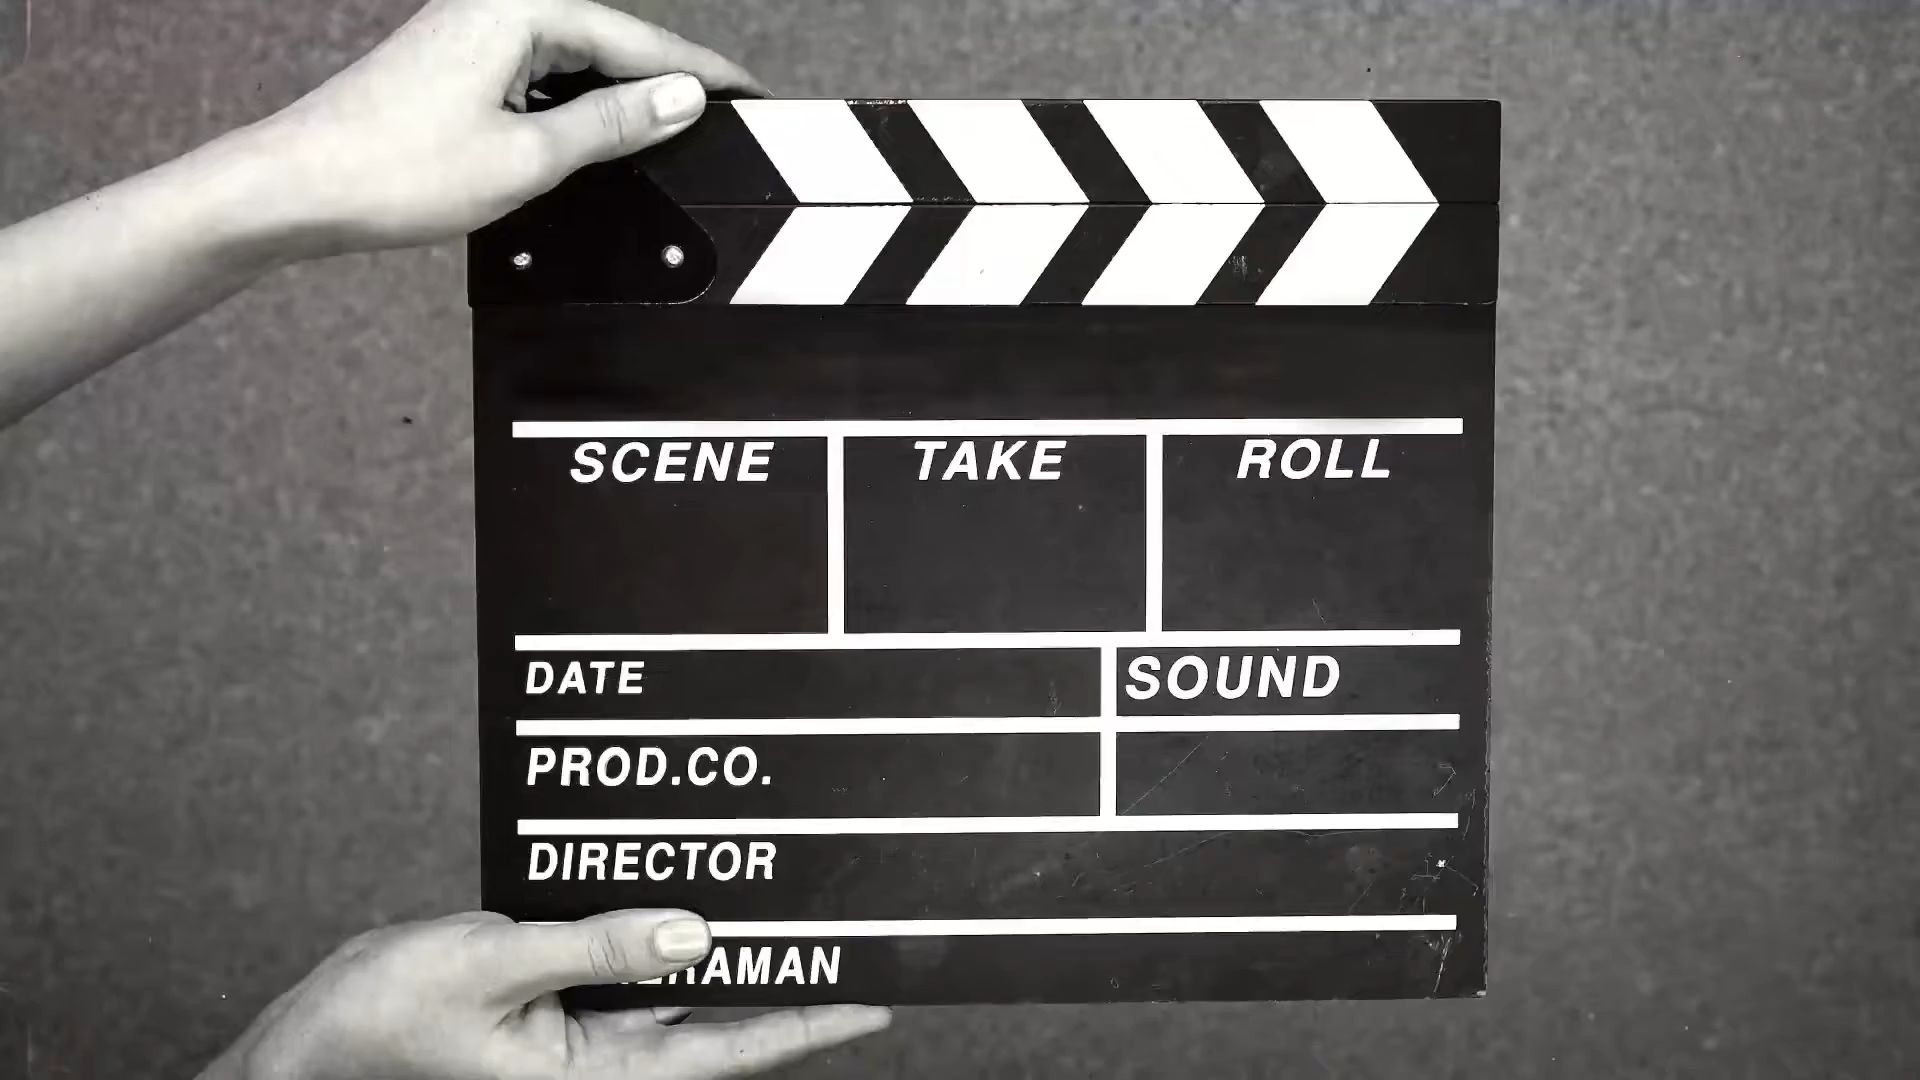 SCENE TAKE ROLL
DATE SOUND
PROD.CO.
DIRECTOR